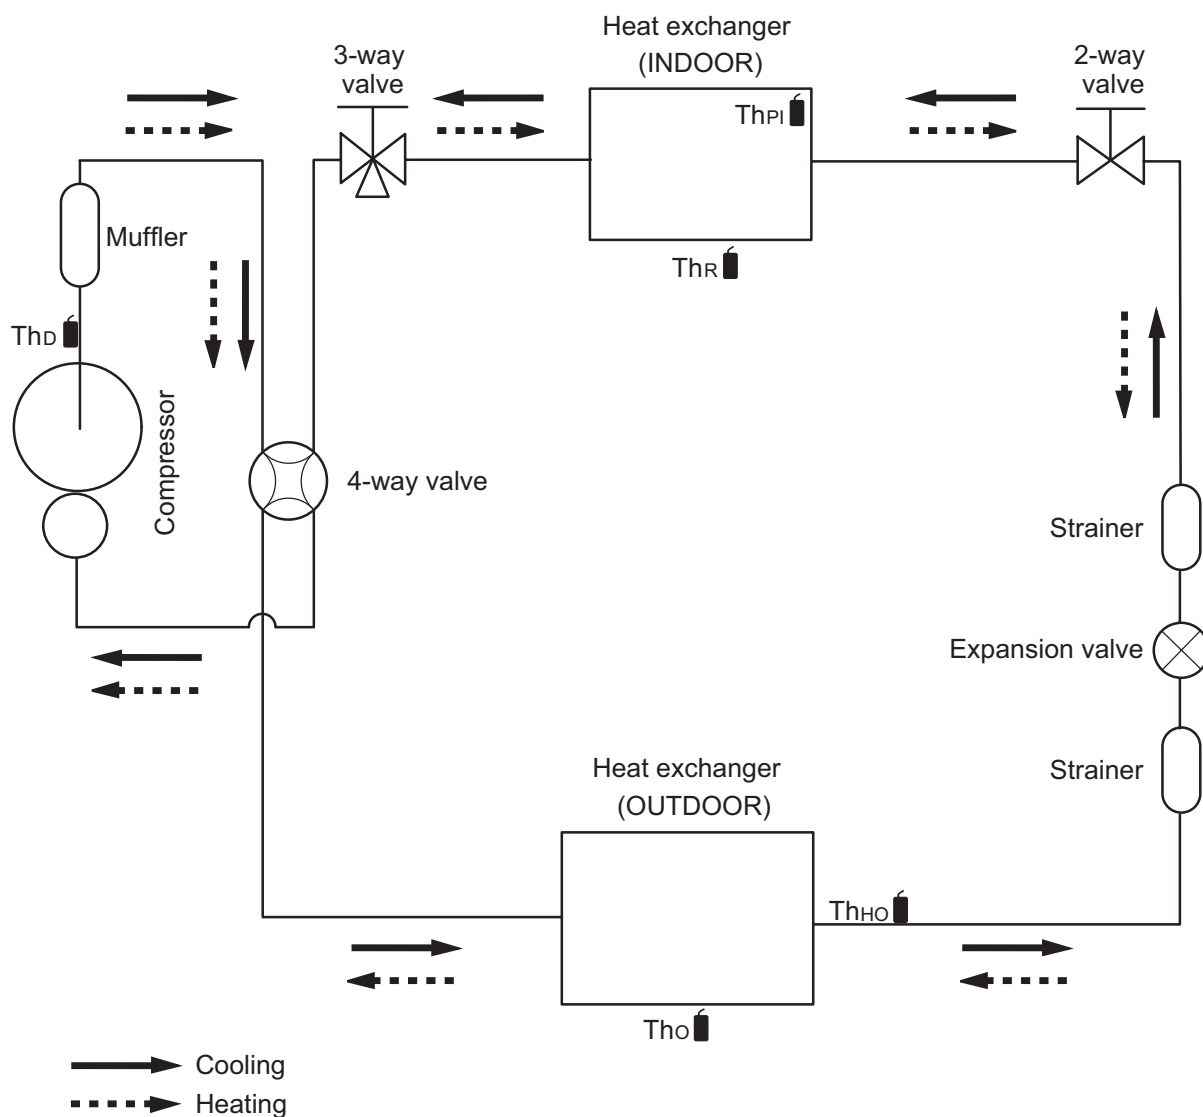 Heat exchanger
(INDOOR)
3-way
valve
2-way
valve
ThPI
Muffler
ThR
ThD
Compressor
4-way valve
Strainer
Expansion valve
Strainer
Heat exchanger
(OUTDOOR)
ThHO
ThO
Cooling
Heating